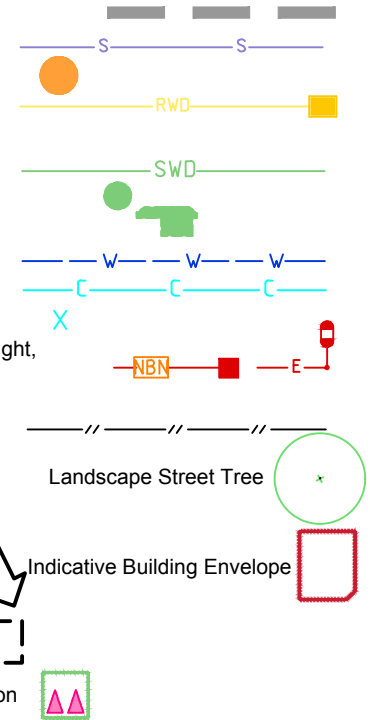 S S
RWD
SWD
W W W
C C C
X
ght,
NBN E
// // //
Landscape Street Tree
Indicative Building Envelope
on